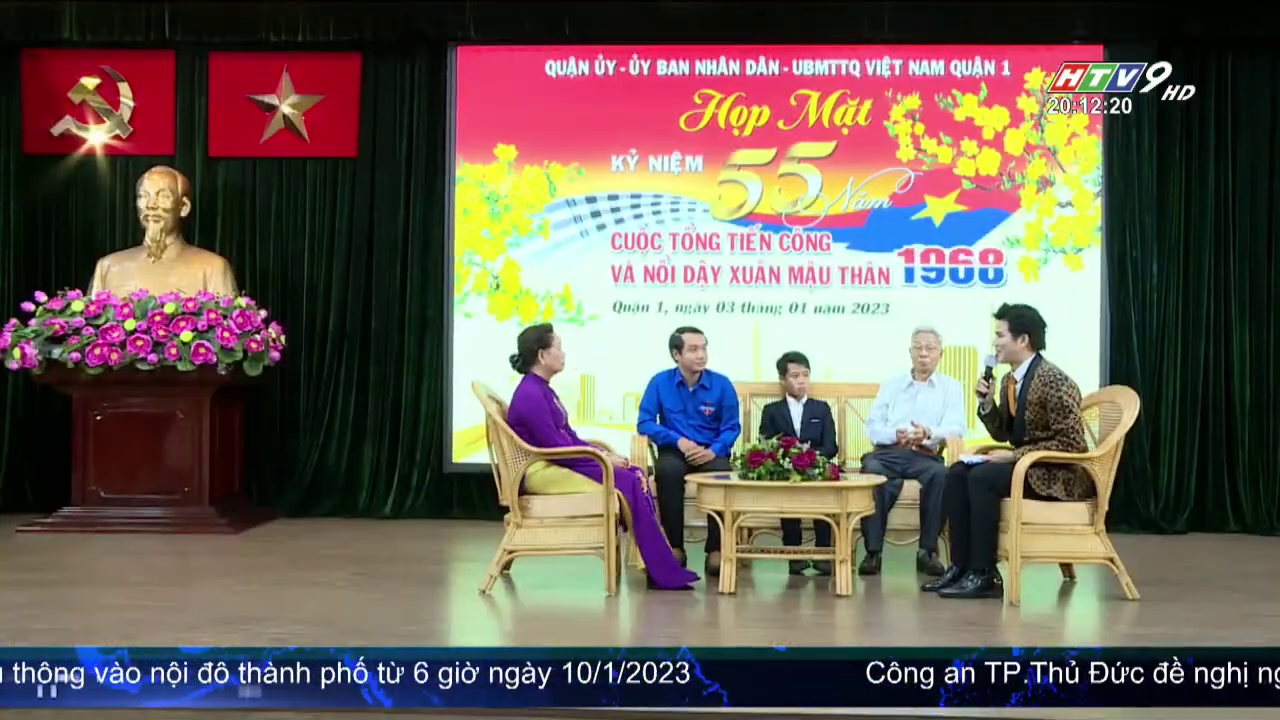 QUẬN ỦY - ỦY BAN NHÂN DÂN - UBMTTQ VIỆT NAM QUẬN 1
HTV9 HD
20:12:20
Họp Mặt
KỶ NIỆM 55 Năm
CUỘC TỔNG TIẾN CÔNG
VÀ NỔI DẬY XUÂN MẬU THÂN 1968
Quận 1, ngày 03 tháng 01 năm 2023
thông vào nội đô thành phố từ 6 giờ ngày 10/1/2023
Công an TP.Thủ Đức đề nghị